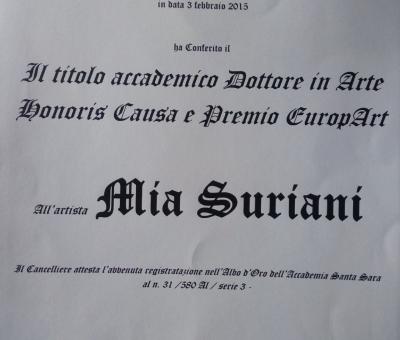 in data 3 febbraio 2015
ha Conferito il
Il titolo accademico Dottore in Arte
Honoris Causa e Premio EuropArt
All'artista Mia Suriani
Il Cancelliere attesta l'avvenuta registratazione nell'Albo d'Oro dell'Accademia Santa Sara
al n. 31 /580 Al / serie 3 -